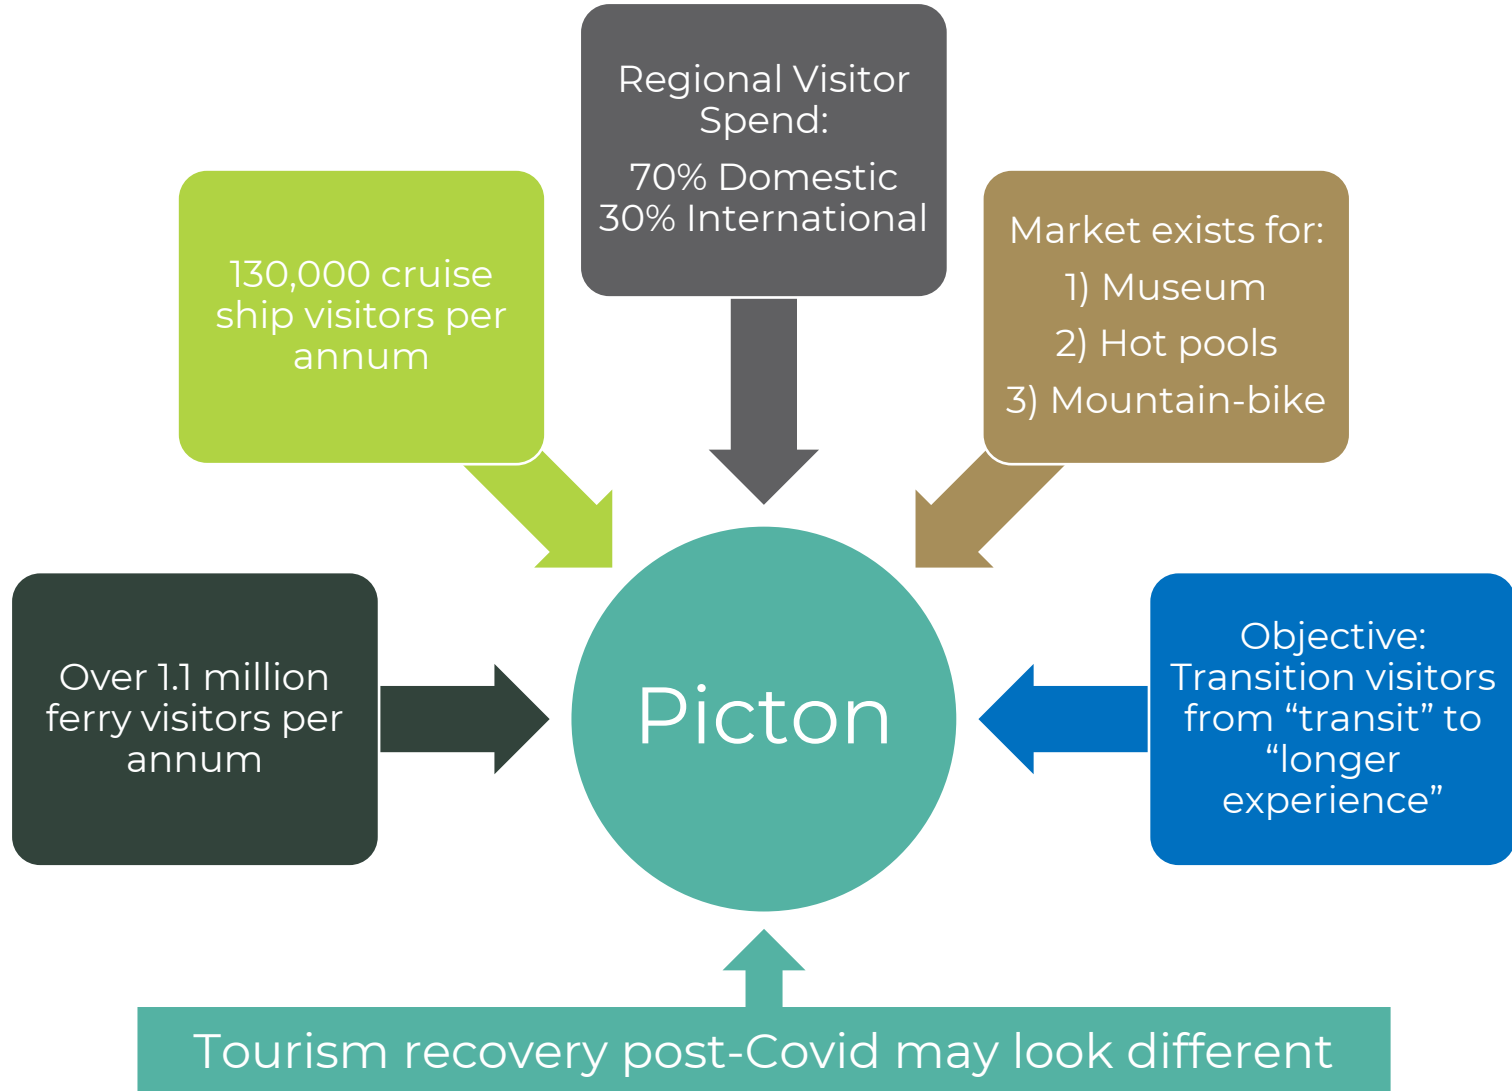 Regional Visitor
Spend:
70% Domestic
30% International
130,000 cruise
ship visitors per
annum
Market exists for:
1) Museum
2) Hot pools
3) Mountain-bike
Over 1.1 million
ferry visitors per
annum
Picton
Objective:
Transition visitors
from “transit” to
“longer
experience”
Tourism recovery post-Covid may look different